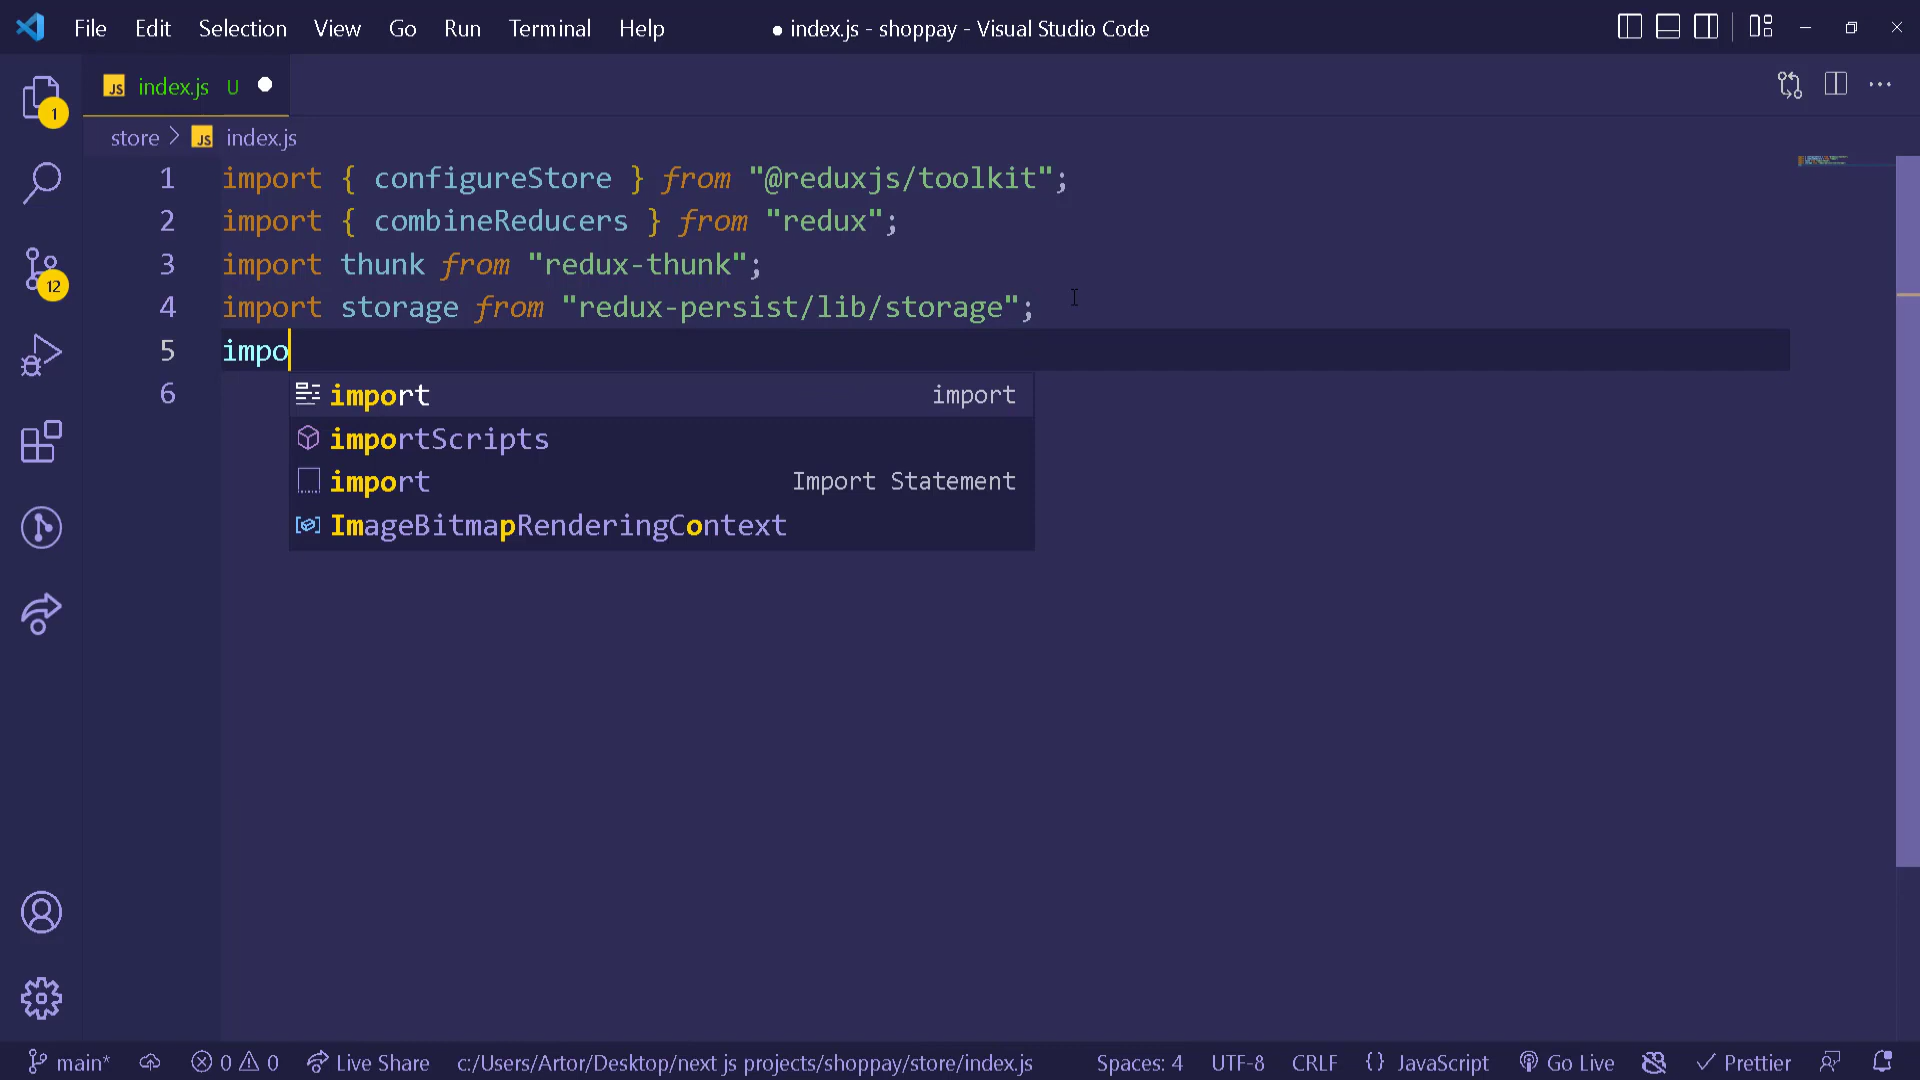 File Edit Selection View Go Run Terminal Help ● index.js - shoppay - Visual Studio Code
JS index.js U
1
store > JS index.js
1 import { configureStore } from "@reduxjs/toolkit";
2 import { combineReducers } from "redux";
3 import thunk from "redux-thunk";
4 import storage from "redux-persist/lib/storage";
12
5 impo
6
import import
importScripts
import Import Statement
ImageBitmapRenderingContext
main* 0 0 Live Share c:/Users/Artor/Desktop/next js projects/shoppay/store/index.js Spaces: 4 UTF-8 CRLF {} JavaScript Go Live Prettier